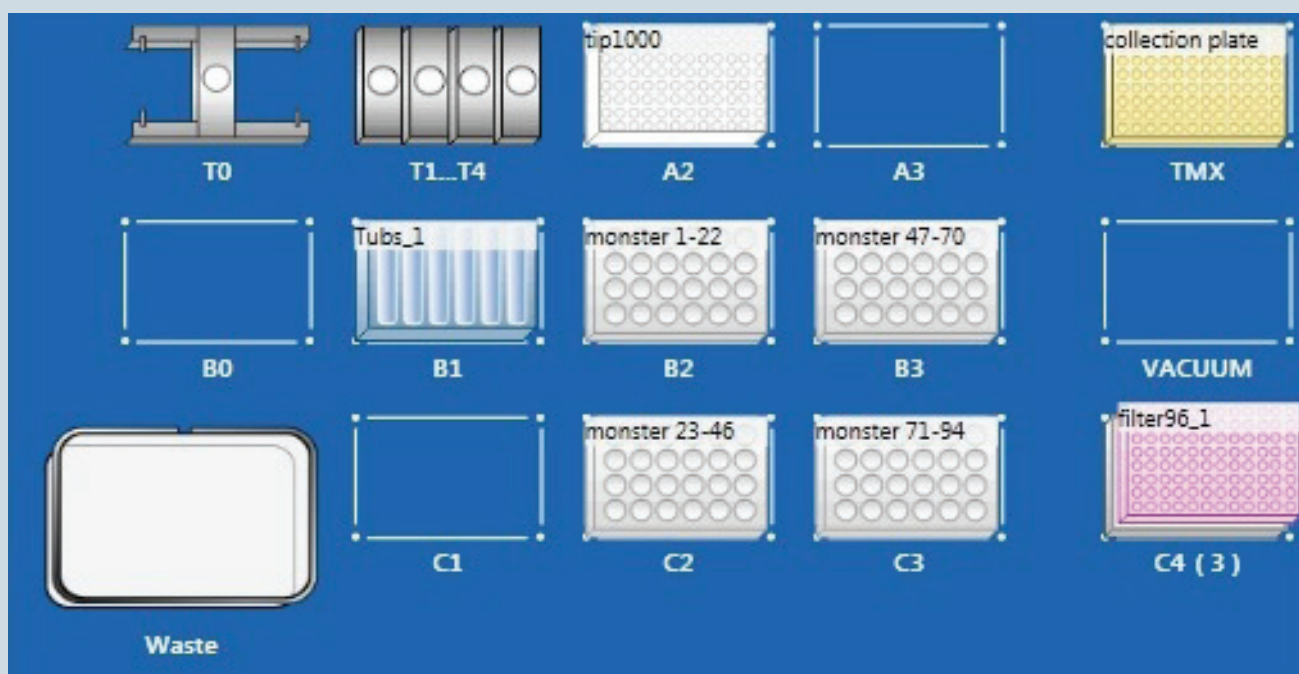 tip1000
collection plate
T0
T1...T4
A2
A3
TMX
Tubs_1
monster 1-22
monster 47-70
B0
B1
B2
B3
VACUUM
monster 23-46
monster 71-94
filter96_1
C1
C2
C3
C4 ( 3 )
Waste